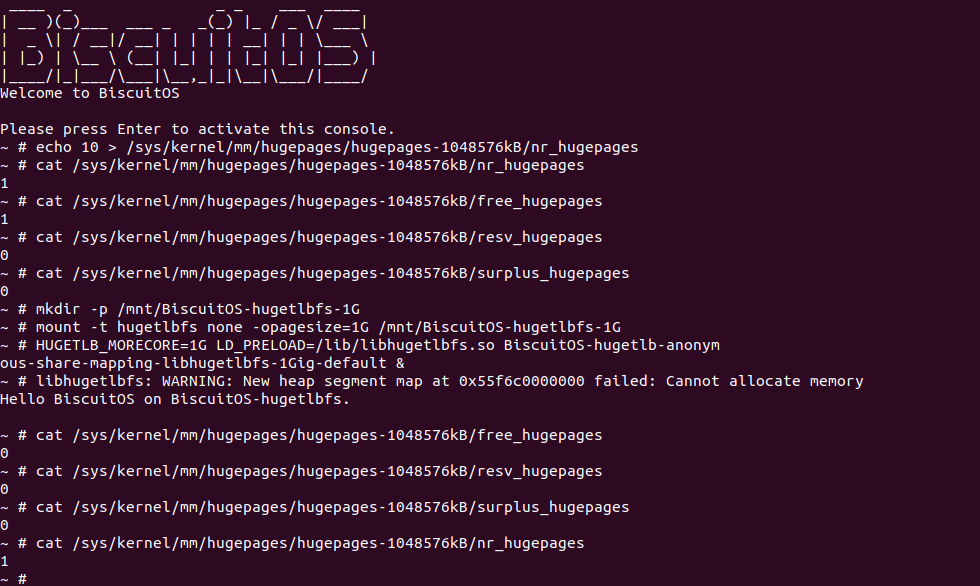 ____  _                _ _    ___  ____
| __ )(_)___  ___ _   _(_) |_ / _ \/ ___|
|  _ \| / __|/ __| | | | | __| | | \___ \
| |_) | \__ \ (__| |_| | | |_| |_| |___) |
|____/|_|___/\___|\__,_|_|\__|\___/|____/
Welcome to BiscuitOS
Please press Enter to activate this console.
~ # echo 10 > /sys/kernel/mm/hugepages/hugepages-1048576kB/nr_hugepages
~ # cat /sys/kernel/mm/hugepages/hugepages-1048576kB/nr_hugepages
1
~ # cat /sys/kernel/mm/hugepages/hugepages-1048576kB/free_hugepages
1
~ # cat /sys/kernel/mm/hugepages/hugepages-1048576kB/resv_hugepages
0
~ # cat /sys/kernel/mm/hugepages/hugepages-1048576kB/surplus_hugepages
0
~ # mkdir -p /mnt/BiscuitOS-hugetlbfs-1G
~ # mount -t hugetlbfs none -opagesize=1G /mnt/BiscuitOS-hugetlbfs-1G
~ # HUGETLB_MORECORE=1G LD_PRELOAD=/lib/libhugetlbfs.so BiscuitOS-hugetlb-anonym
ous-share-mapping-libhugetlbfs-1Gig-default &
~ # libhugetlbfs: WARNING: New heap segment map at 0x55f6c0000000 failed: Cannot allocate memory
Hello BiscuitOS on BiscuitOS-hugetlbfs.
~ # cat /sys/kernel/mm/hugepages/hugepages-1048576kB/free_hugepages
0
~ # cat /sys/kernel/mm/hugepages/hugepages-1048576kB/resv_hugepages
0
~ # cat /sys/kernel/mm/hugepages/hugepages-1048576kB/surplus_hugepages
0
~ # cat /sys/kernel/mm/hugepages/hugepages-1048576kB/nr_hugepages
1
~ #